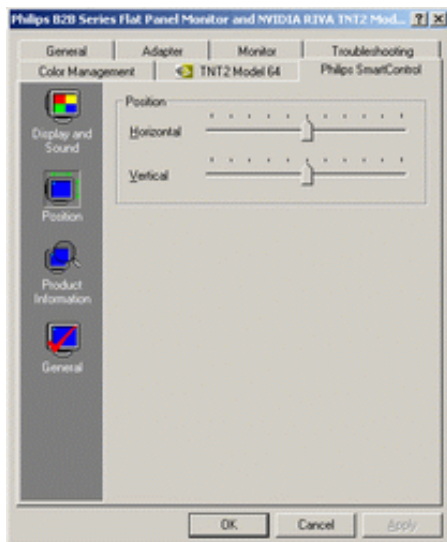 Philips B2B Series Flat Panel Monitor and NVIDIA RIVA TNT2 Mod...
General Adapter Monitor Troubleshooting
Color Management TNT2 Model 64 Philips SmartControl
Display and
Sound
Position
Product
Information
General
Position
Horizontal
Vertical
OK Cancel Apply